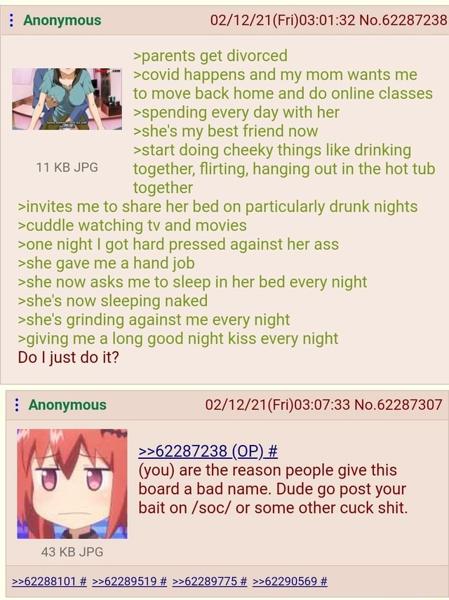 Anonymous 02/12/21(Fri)03:01:32 No.62287238
>parents get divorced
>covid happens and my mom wants me
to move back home and do online classes
>spending every day with her
>she's my best friend now
>start doing cheeky things like drinking
together, flirting, hanging out in the hot tub
together
11 KB JPG
>invites me to share her bed on particularly drunk nights
>cuddle watching tv and movies
>one night I got hard pressed against her ass
>she gave me a hand job
>she now asks me to sleep in her bed every night
>she's now sleeping naked
>she's grinding against me every night
>giving me a long good night kiss every night
Do I just do it?
Anonymous 02/12/21(Fri)03:07:33 No.62287307
>>62287238 (OP) #
(you) are the reason people give this
board a bad name. Dude go post your
bait on /soc/ or some other cuck shit.
43 KB JPG
>>62288101 # >>62289519 # >>62289775 # >>62290569 #